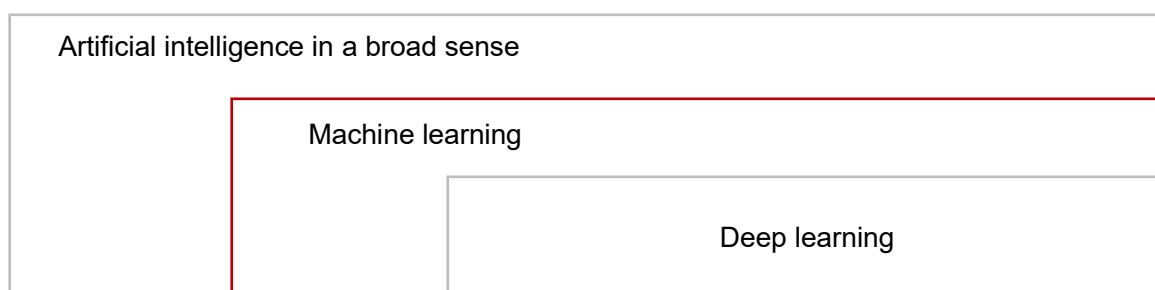 Artificial intelligence in a broad sense
Machine learning
Deep learning